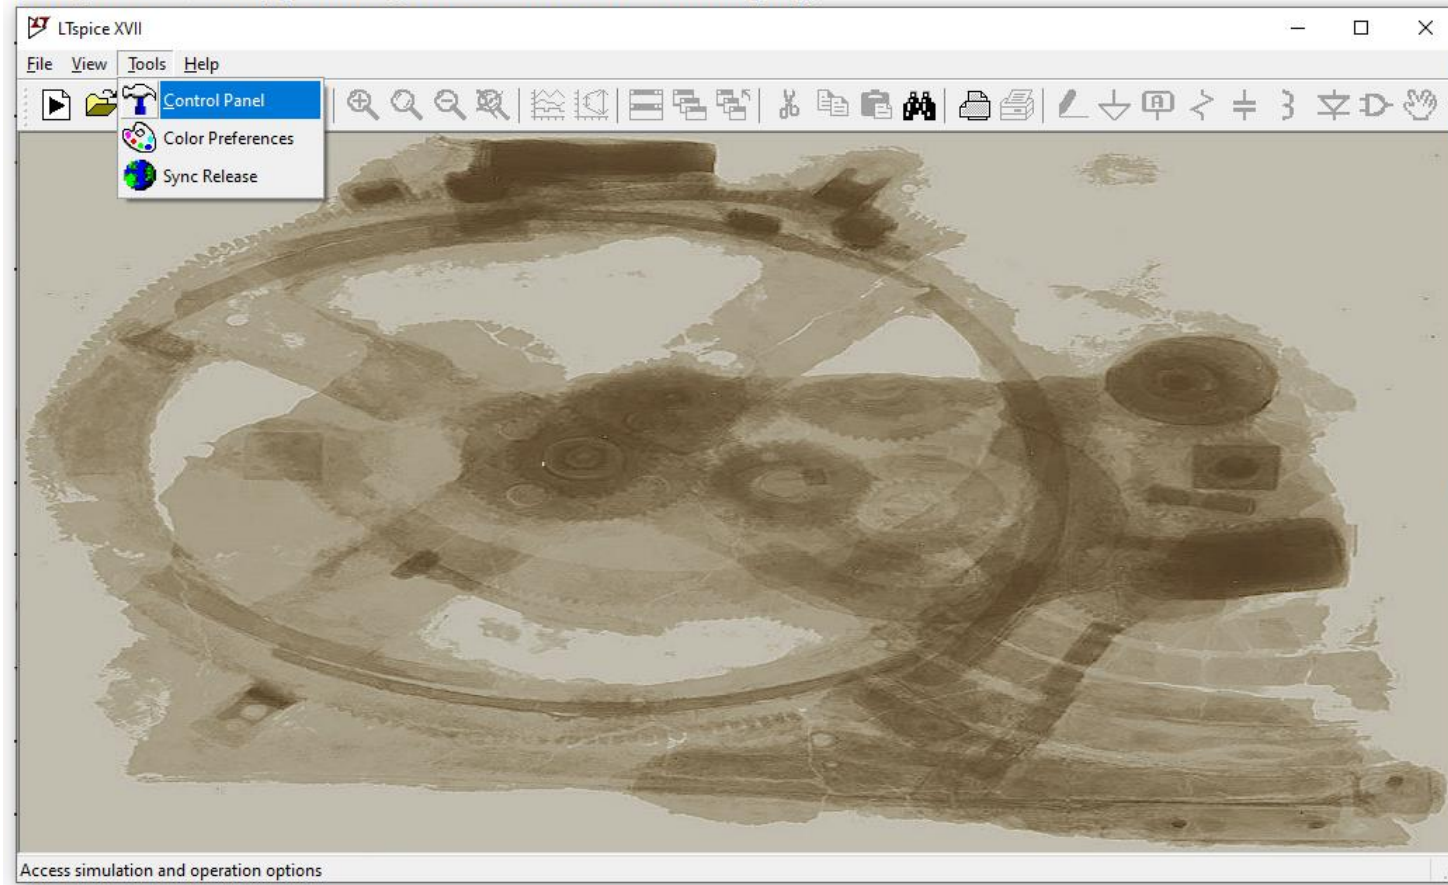 LTspice XVII
File View Tools Help
Control Panel
Color Preferences
Sync Release
Access simulation and operation options